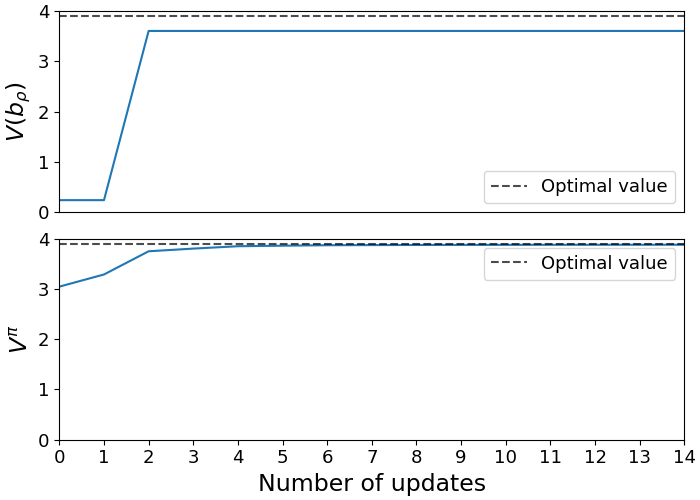 4
3
2
1
0
V(b_ρ)
Optimal value
4
3
2
1
0
V^π
Optimal value
0 1 2 3 4 5 6 7 8 9 10 11 12 13 14
Number of updates